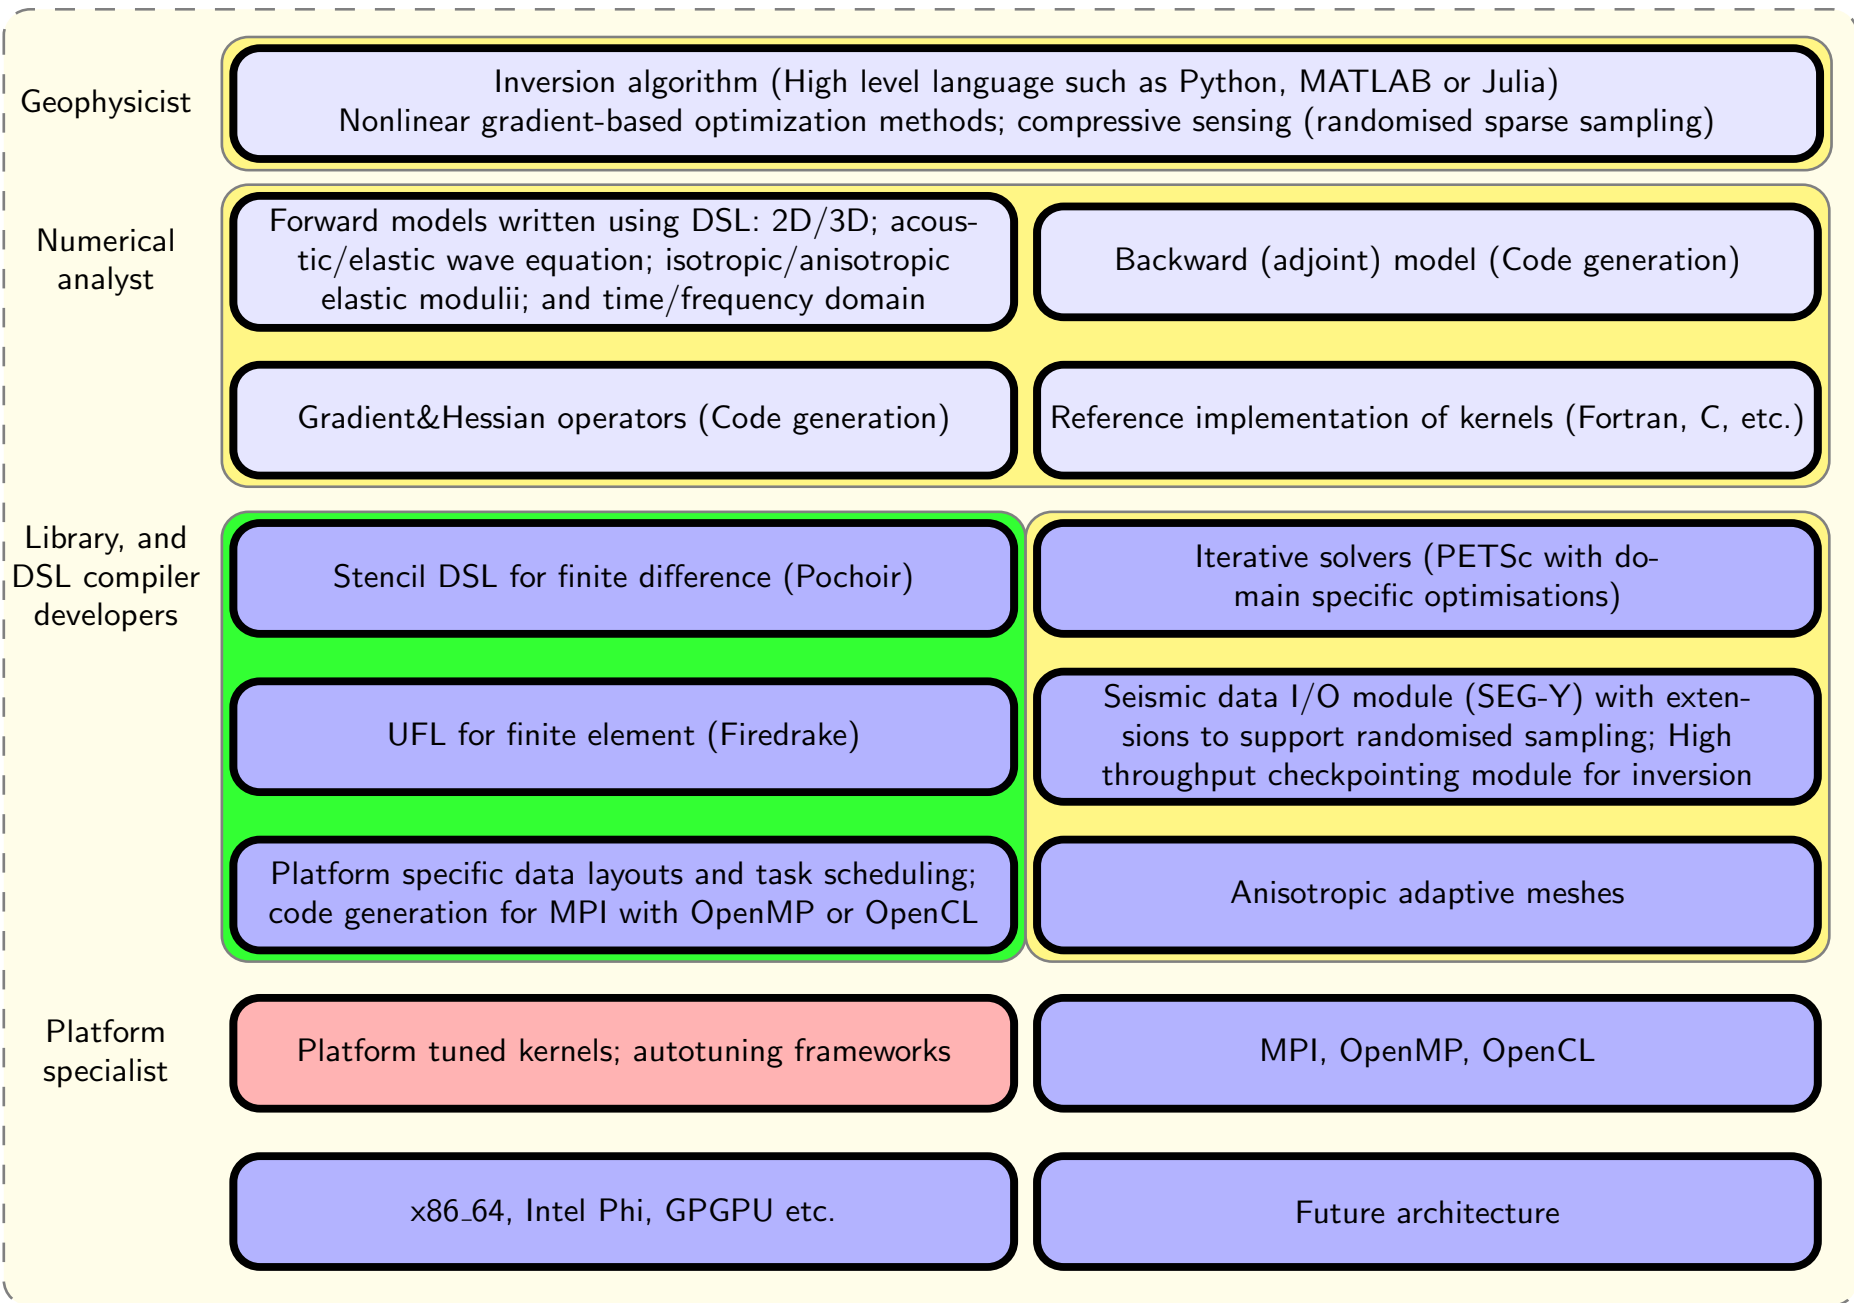 Geophysicist
Inversion algorithm (High level language such as Python, MATLAB or Julia)
Nonlinear gradient-based optimization methods; compressive sensing (randomised sparse sampling)
Numerical
analyst
Forward models written using DSL: 2D/3D; acous-
tic/elastic wave equation; isotropic/anisotropic
elastic modulii; and time/frequency domain
Backward (adjoint) model (Code generation)
Gradient&Hessian operators (Code generation)
Reference implementation of kernels (Fortran, C, etc.)
Library, and
DSL compiler
developers
Stencil DSL for finite difference (Pochoir)
Iterative solvers (PETSc with do-
main specific optimisations)
UFL for finite element (Firedrake)
Seismic data I/O module (SEG-Y) with exten-
sions to support randomised sampling; High
throughput checkpointing module for inversion
Platform specific data layouts and task scheduling;
code generation for MPI with OpenMP or OpenCL
Anisotropic adaptive meshes
Platform
specialist
Platform tuned kernels; autotuning frameworks
MPI, OpenMP, OpenCL
x86_64, Intel Phi, GPGPU etc.
Future architecture